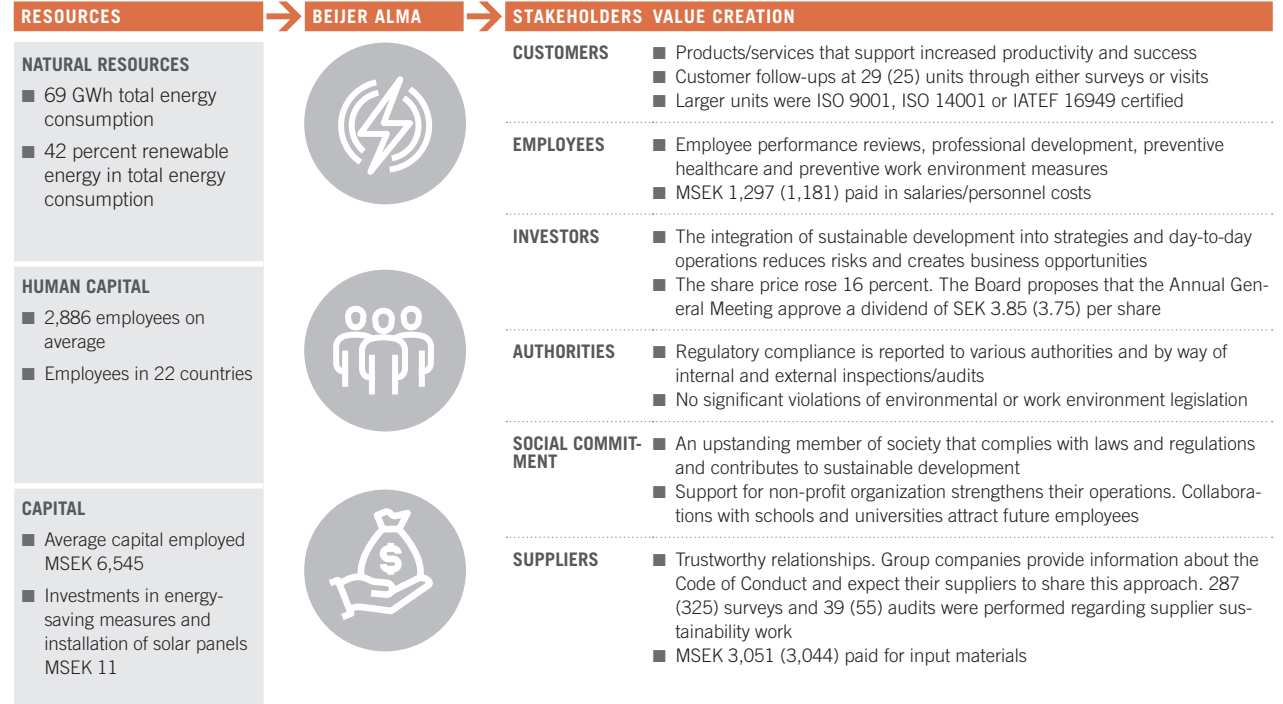 RESOURCES
BEIJER ALMA
STAKEHOLDERS VALUE CREATION
NATURAL RESOURCES
■ 69 GWh total energy
consumption
■ 42 percent renewable
energy in total energy
consumption
HUMAN CAPITAL
■ 2,886 employees on
average
■ Employees in 22 countries
CAPITAL
■ Average capital employed
MSEK 6,545
■ Investments in energy-
saving measures and
installation of solar panels
MSEK 11
$
CUSTOMERS
■ Products/services that support increased productivity and success
■ Customer follow-ups at 29 (25) units through either surveys or visits
■ Larger units were ISO 9001, ISO 14001 or IATEF 16949 certified
EMPLOYEES
■ Employee performance reviews, professional development, preventive
healthcare and preventive work environment measures
■ MSEK 1,297 (1,181) paid in salaries/personnel costs
INVESTORS
■ The integration of sustainable development into strategies and day-to-day
operations reduces risks and creates business opportunities
■ The share price rose 16 percent. The Board proposes that the Annual Gen-
eral Meeting approve a dividend of SEK 3.85 (3.75) per share
AUTHORITIES
■ Regulatory compliance is reported to various authorities and by way of
internal and external inspections/audits
■ No significant violations of environmental or work environment legislation
SOCIAL COMMIT-
MENT
■ An upstanding member of society that complies with laws and regulations
and contributes to sustainable development
■ Support for non-profit organization strengthens their operations. Collabora-
tions with schools and universities attract future employees
SUPPLIERS
■ Trustworthy relationships. Group companies provide information about the
Code of Conduct and expect their suppliers to share this approach. 287
(325) surveys and 39 (55) audits were performed regarding supplier sus-
tainability work
■ MSEK 3,051 (3,044) paid for input materials